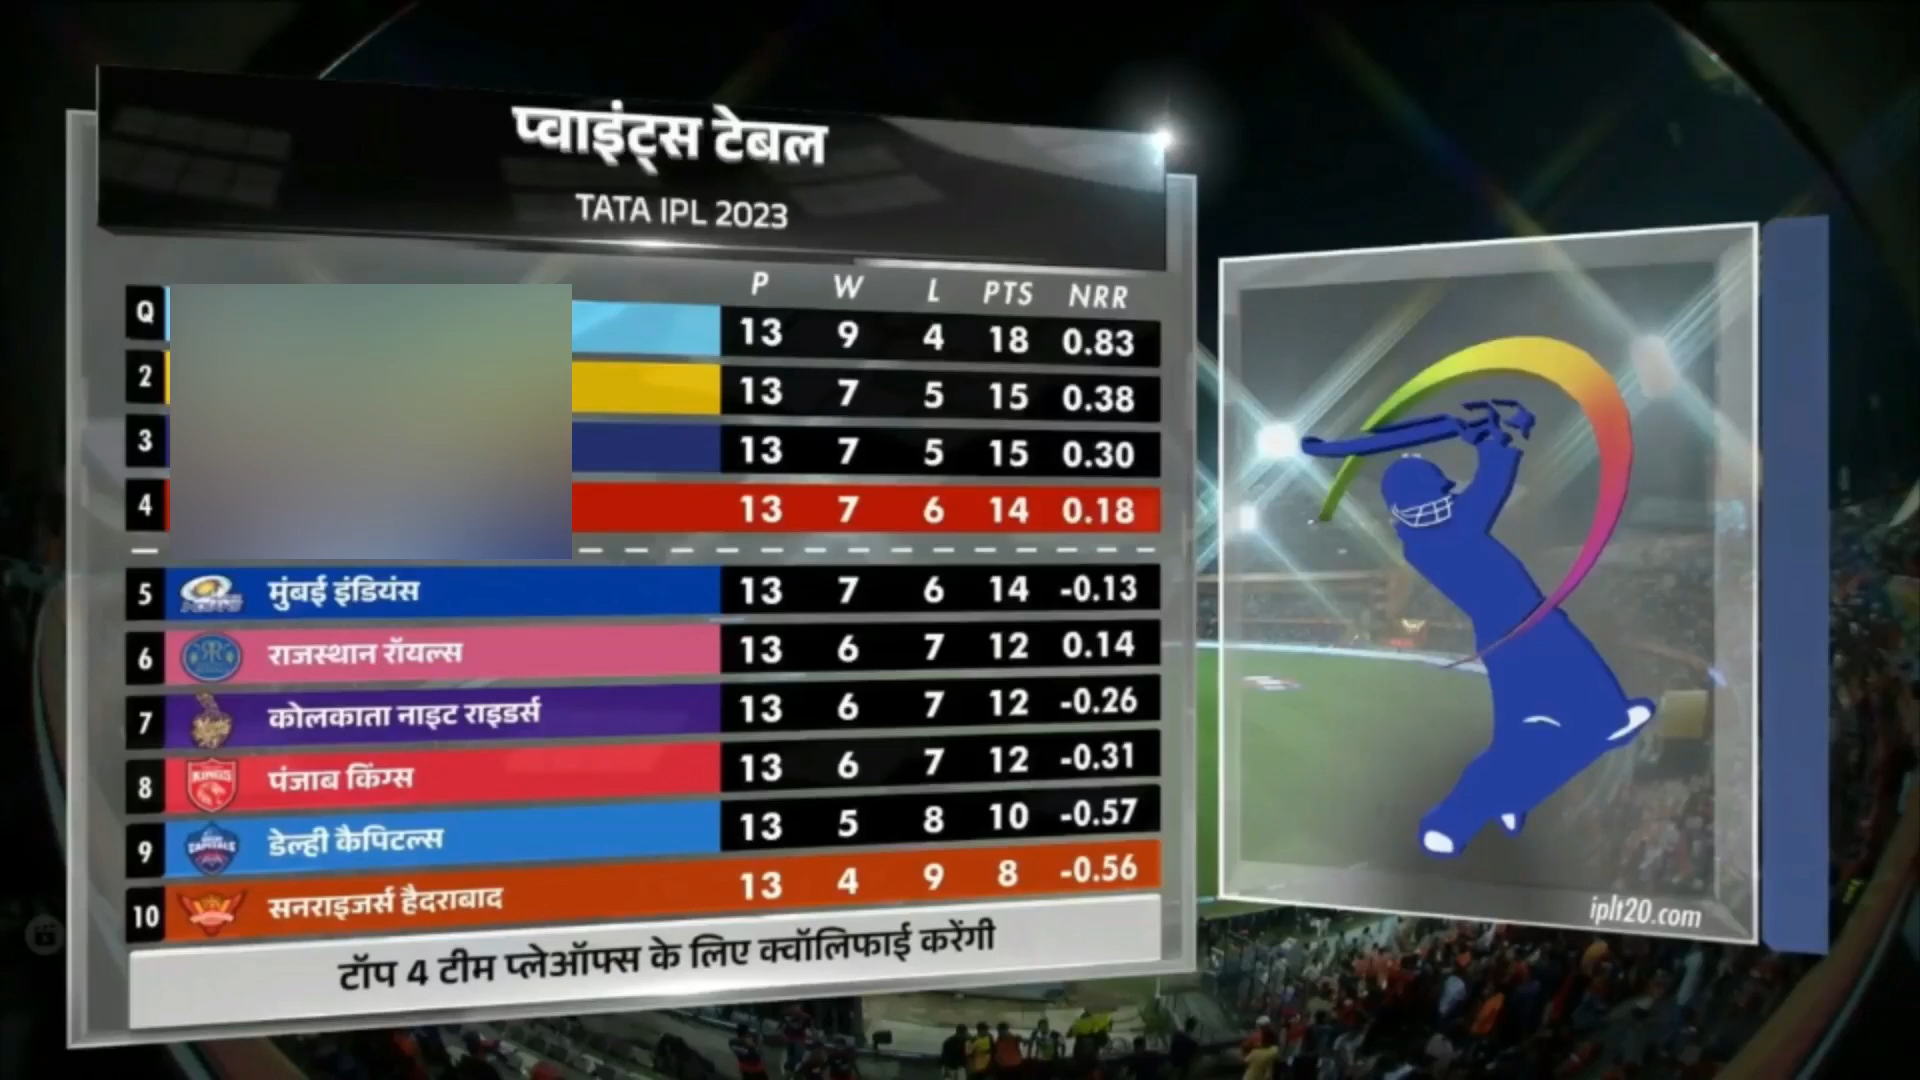 प्वाइंट्स टेबल
TATA IPL 2023
P W L PTS NRR
Q 13 9 4 18 0.83
2 13 7 5 15 0.38
3 13 7 5 15 0.30
4 13 7 6 14 0.18
5 मुंबई इंडियंस 13 7 6 14 -0.13
6 राजस्थान रॉयल्स 13 6 7 12 0.14
7 कोलकाता नाइट राइडर्स 13 6 7 12 -0.26
8 KINGS पंजाब किंग्स 13 6 7 12 -0.31
9 CAPITALS डेल्ही कैपिटल्स 13 5 8 10 -0.57
10 सनराइजर्स हैदराबाद 13 4 9 8 -0.56
टॉप 4 टीम प्लेऑफ्स के लिए क्वॉलिफाई करेंगी
iplt20.com